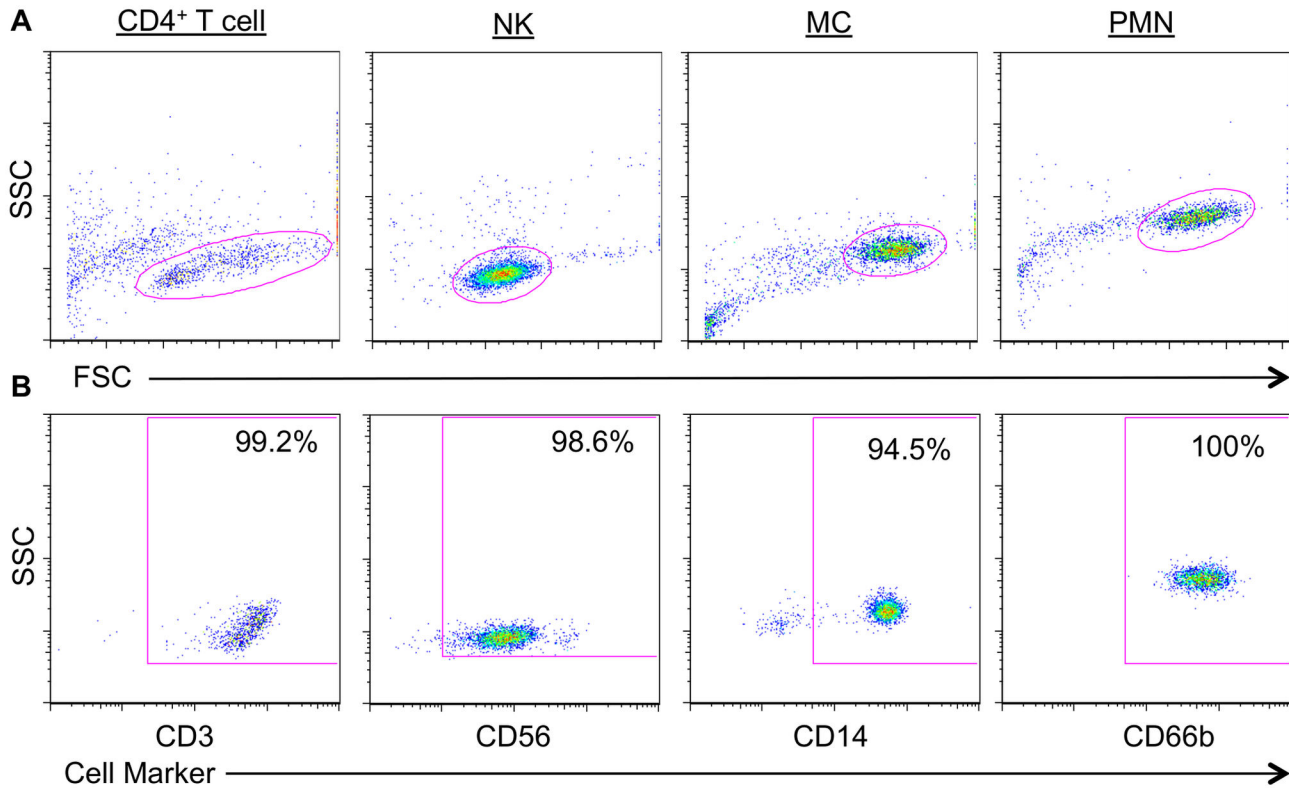 A CD4⁺ T cell NK MC PMN
SSC
FSC
B
99.2% 98.6% 94.5% 100%
SSC
CD3 CD56 CD14 CD66b
Cell Marker